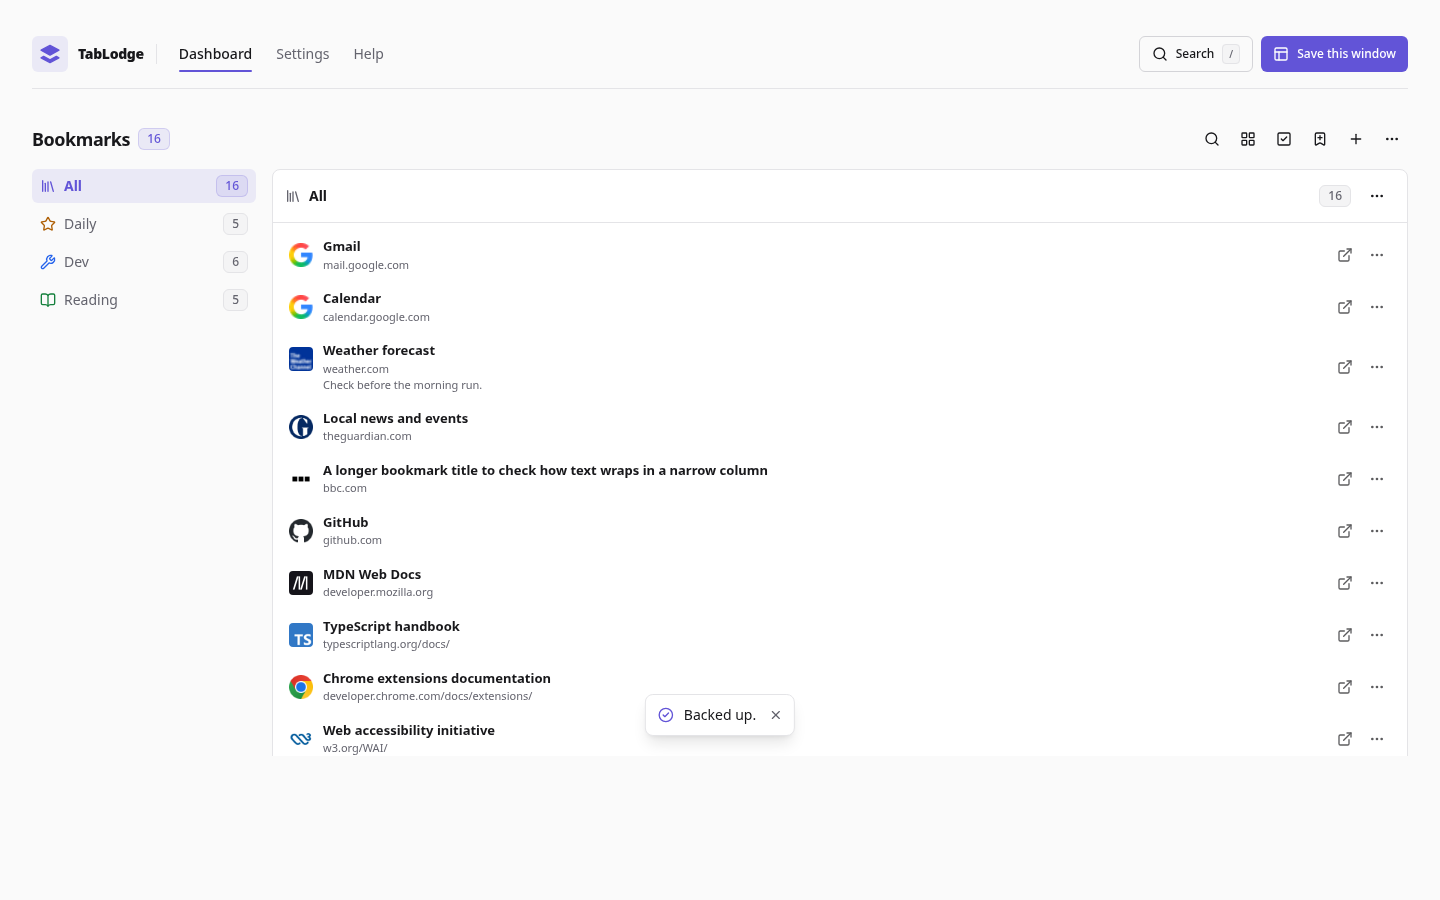 TabLodge
Dashboard
Settings
Help
Search /
Save this window
Bookmarks 16
All 16
Daily 5
Dev 6
Reading 5
All 16
Gmail
mail.google.com
Calendar
calendar.google.com
The
Weather
Channel
Weather forecast
weather.com
Check before the morning run.
Local news and events
theguardian.com
A longer bookmark title to check how text wraps in a narrow column
bbc.com
GitHub
github.com
MDN Web Docs
developer.mozilla.org
TS
TypeScript handbook
typescriptlang.org/docs/
Chrome extensions documentation
developer.chrome.com/docs/extensions/
Web accessibility initiative
w3.org/WAI/
Backed up.